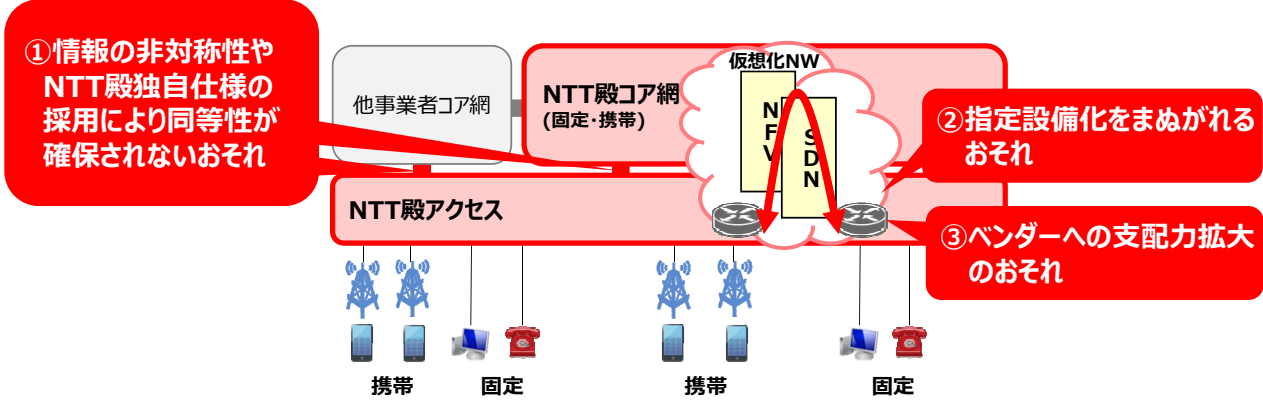 ①情報の非対称性や
NTT殿独自仕様の
採用により同等性が
確保されないおそれ
他事業者コア網
NTT殿コア網
(固定・携帯)
仮想化NW
NFV
SDN
②指定設備化をまぬがれる
おそれ
NTT殿アクセス
③ベンダーへの支配力拡大
のおそれ
携帯
固定
携帯
固定